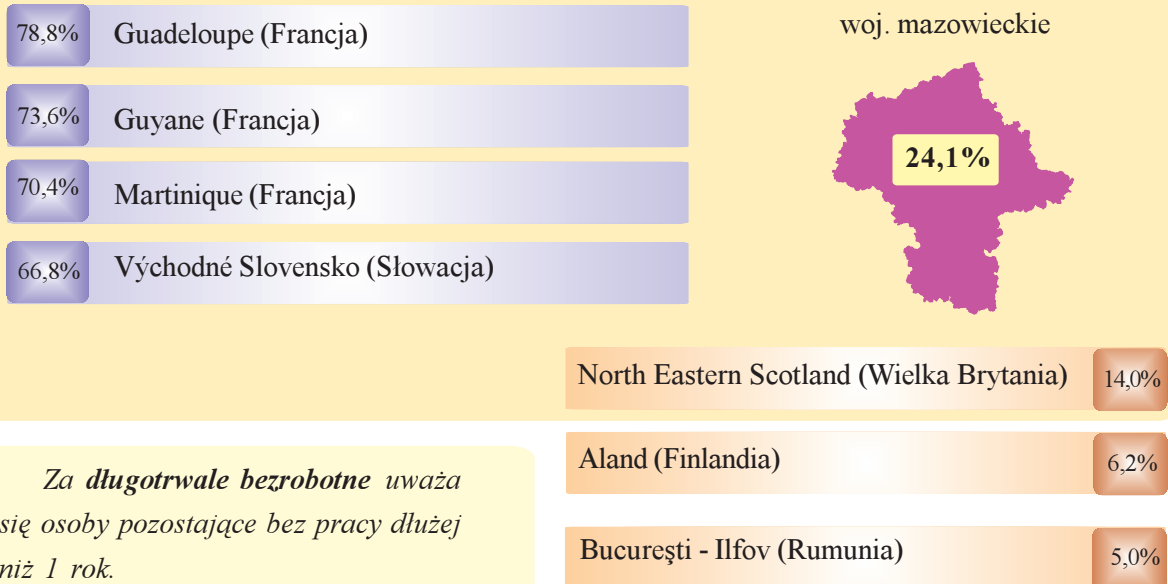 78,8% Guadeloupe (Francja)
73,6% Guyane (Francja)
70,4% Martinique (Francja)
66,8% Východné Slovensko (Słowacja)
woj. mazowieckie
24,1%
North Eastern Scotland (Wielka Brytania) 14,0%
Aland (Finlandia) 6,2%
Bucureşti - Ilfov (Rumunia) 5,0%
Za długotrwale bezrobotne uważa
się osoby pozostające bez pracy dłużej
niż 1 rok.